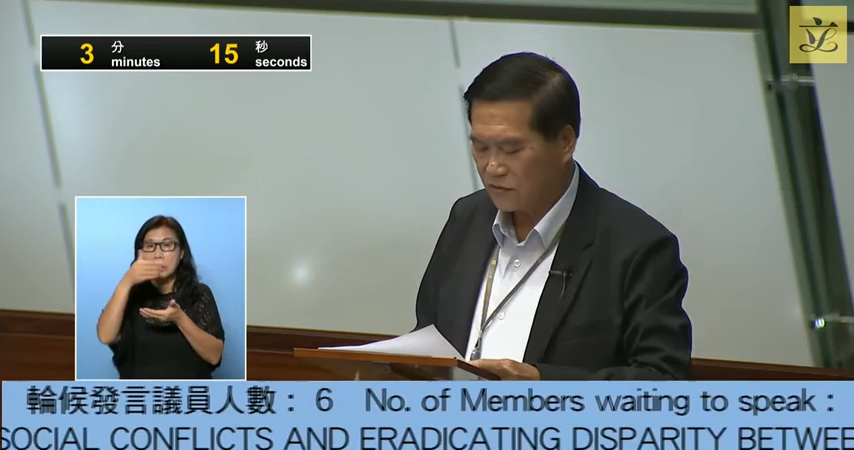 3 分 minutes 15 秒 seconds
輪候發言議員人數：6 No. of Members waiting to speak :
SOCIAL CONFLICTS AND ERADICATING DISPARITY BETWEE